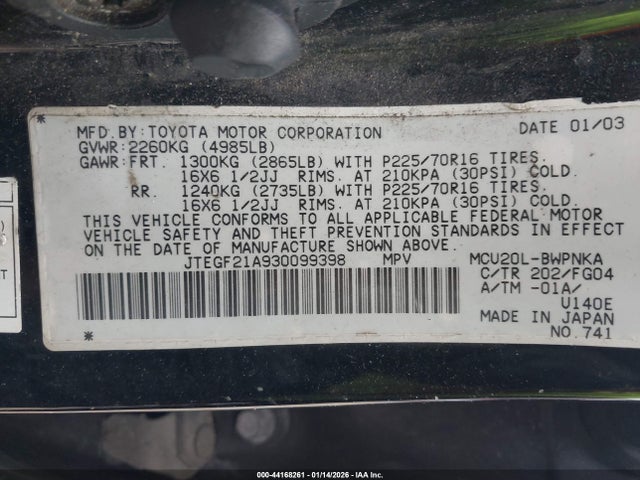 MFD.BY:TOYOTA MOTOR CORPORATION DATE 01/03
GVWR:2260KG (4985LB)
GAWR:FRT. 1300KG (2865LB) WITH P225/70R16 TIRES.
16X6 1/2JJ RIMS. AT 210KPA (30PSI) COLD.
RR. 1240KG (2735LB) WITH P225/70R16 TIRES.
16X6 1/2JJ RIMS. AT 210KPA (30PSI) COLD.
THIS VEHICLE CONFORMS TO ALL APPLICABLE FEDERAL MOTOR
VEHICLE SAFETY AND THEFT PREVENTION STANDARDS IN EFFECT
ON THE DATE OF MANUFACTURE SHOWN ABOVE.
JTEGF21A930099398 MPV MCU20L-BWPNKA
C/TR 202/FG04
A/TM -01A/
U140E
MADE IN JAPAN
NO.741
* *
000-44168261 - 01/14/2026 - IAA Inc.